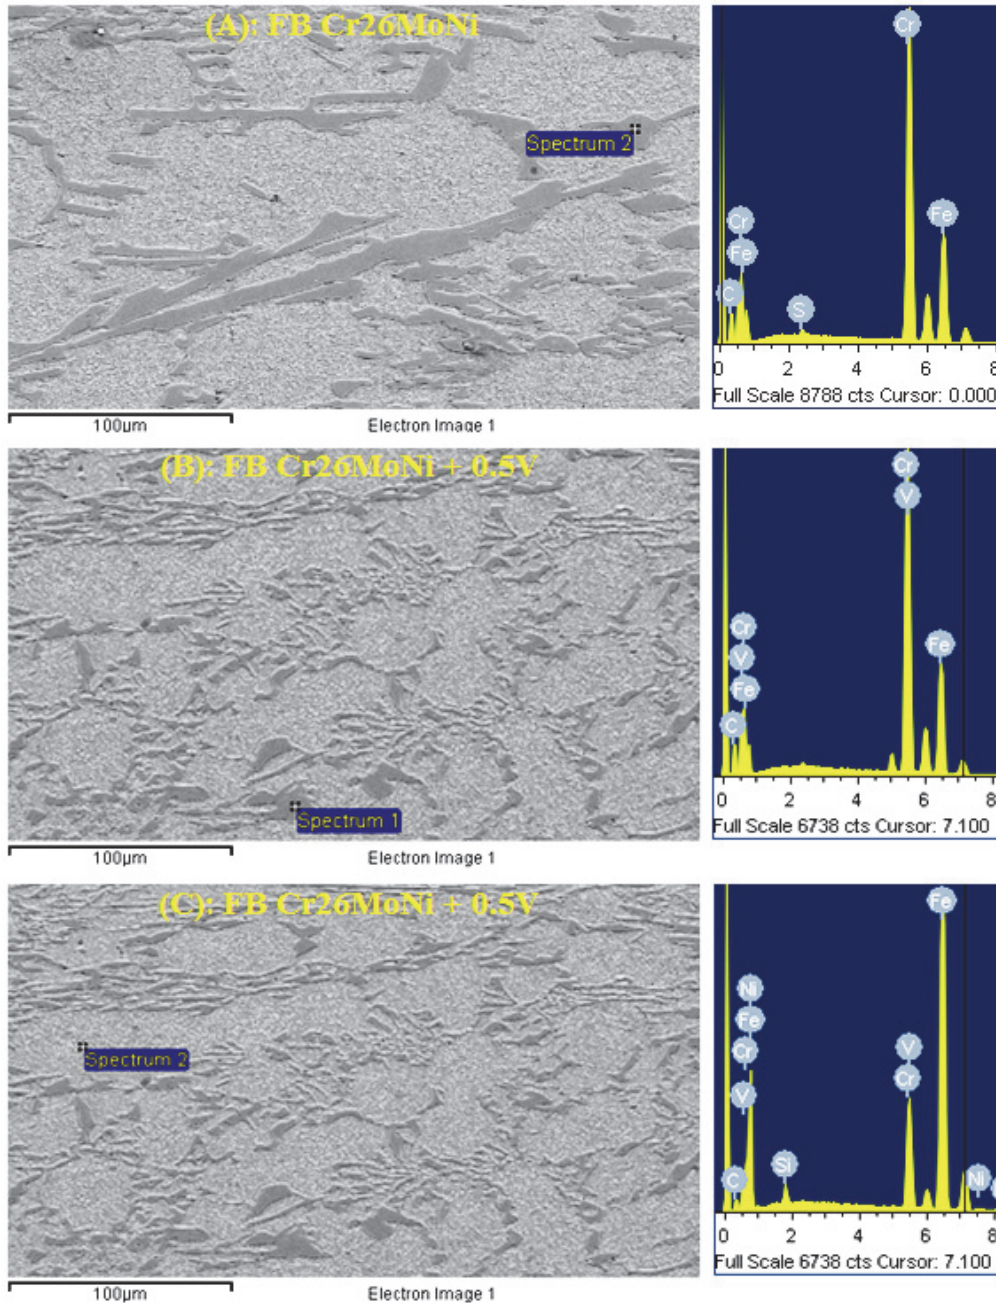 (A): FB Cr26MoNi
Spectrum 2
100µm
Electron Image 1
Cr
Cr
Fe
Fe
C
S
0 2 4 6 8
Full Scale 8788 cts Cursor: 0.000
(B): FB Cr26MoNi + 0.5V
Spectrum 1
100µm
Electron Image 1
Cr
V
Cr
V
Fe
Fe
C
0 2 4 6 8
Full Scale 6738 cts Cursor: 7.100
(C): FB Cr26MoNi + 0.5V
Spectrum 2
100µm
Electron Image 1
Fe
Ni
Fe
Cr
V
V
Cr
C
Si
Ni
0 2 4 6 8
Full Scale 6738 cts Cursor: 7.100